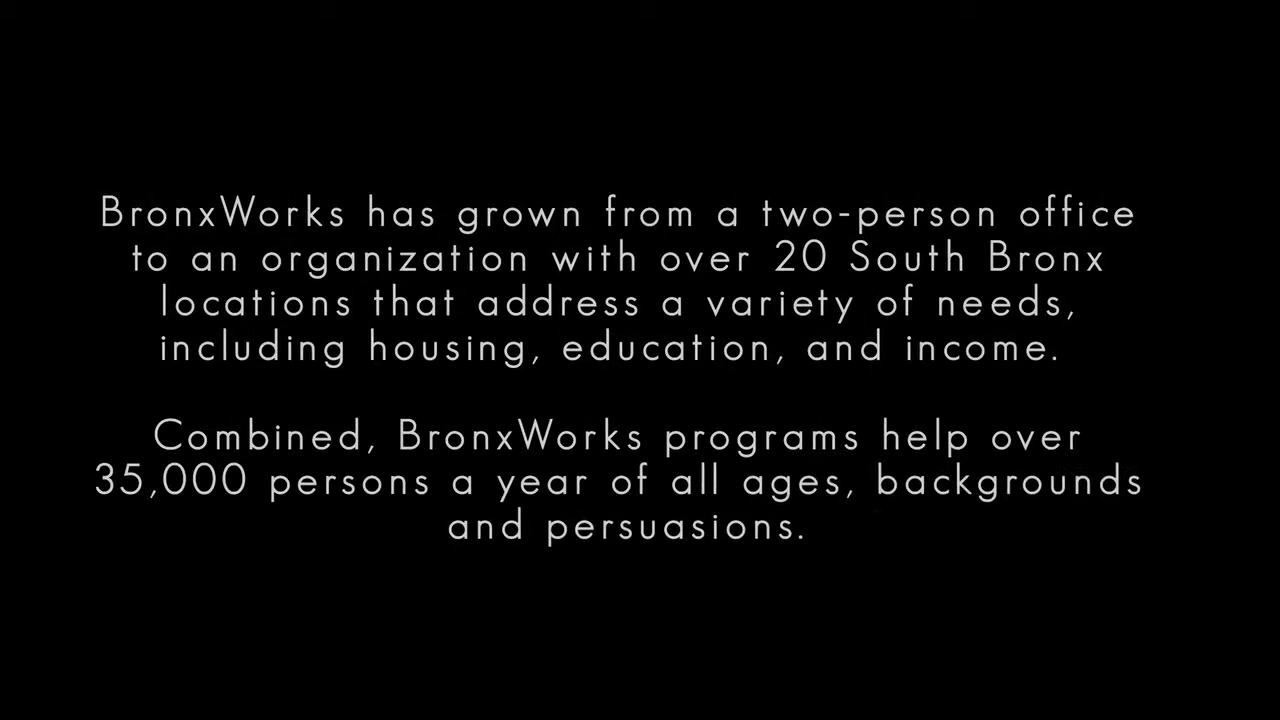 BronxWorks has grown from a two-person office
to an organization with over 20 South Bronx
locations that address a variety of needs,
including housing, education, and income.
Combined, BronxWorks programs help over
35,000 persons a year of all ages, backgrounds
and persuasions.